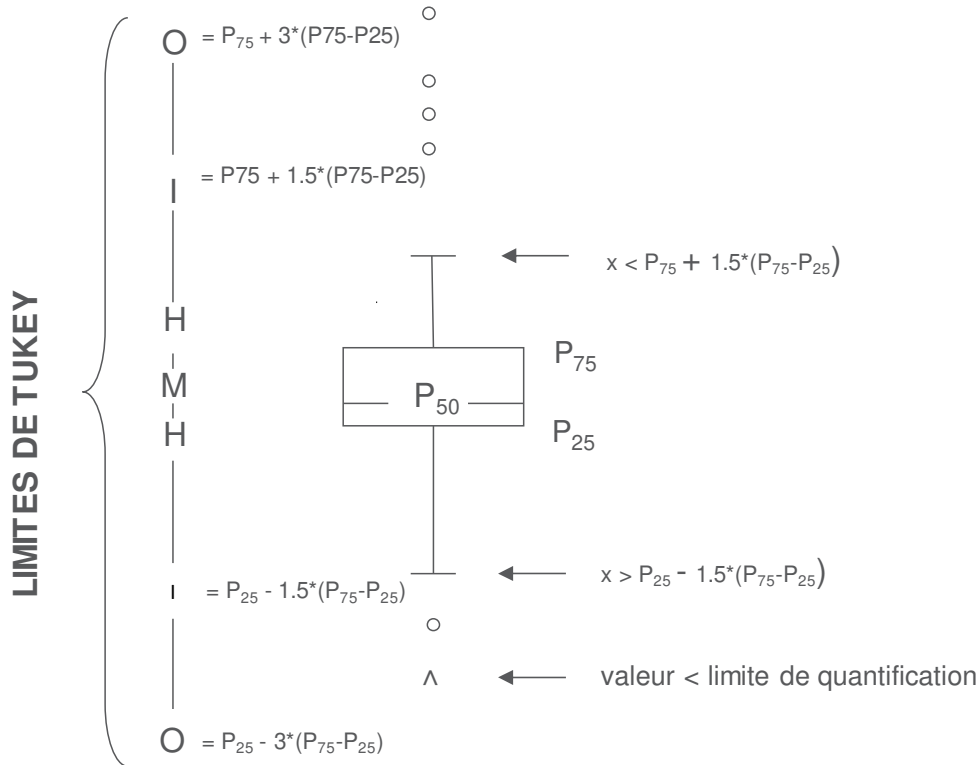 LIMITES DE TUKEY
O = P₇₅ + 3*(P75-P25)
I = P75 + 1.5*(P75-P25)
x < P₇₅ + 1.5*(P₇₅-P₂₅)
H
P₇₅
M
P₅₀
H
P₂₅
x > P₂₅ - 1.5*(P₇₅-P₂₅)
I = P₂₅ - 1.5*(P₇₅-P₂₅)
^ valeur < limite de quantification
O = P₂₅ - 3*(P₇₅-P₂₅)